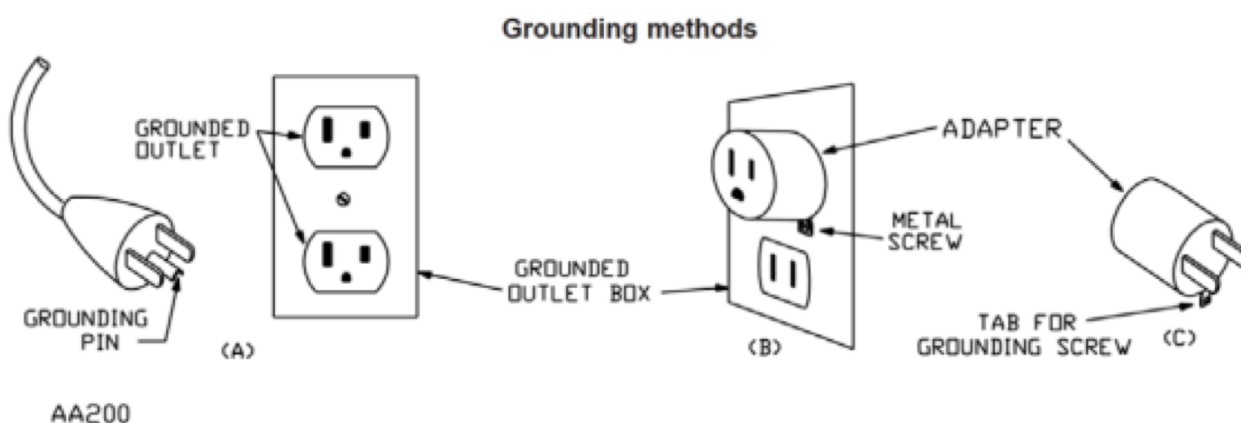 Grounding methods
GROUNDED
OUTLET
GROUNDING
PIN
(A)
GROUNDED
OUTLET BOX
ADAPTER
METAL
SCREW
(B)
TAB FOR
GROUNDING SCREW
(C)
AA200